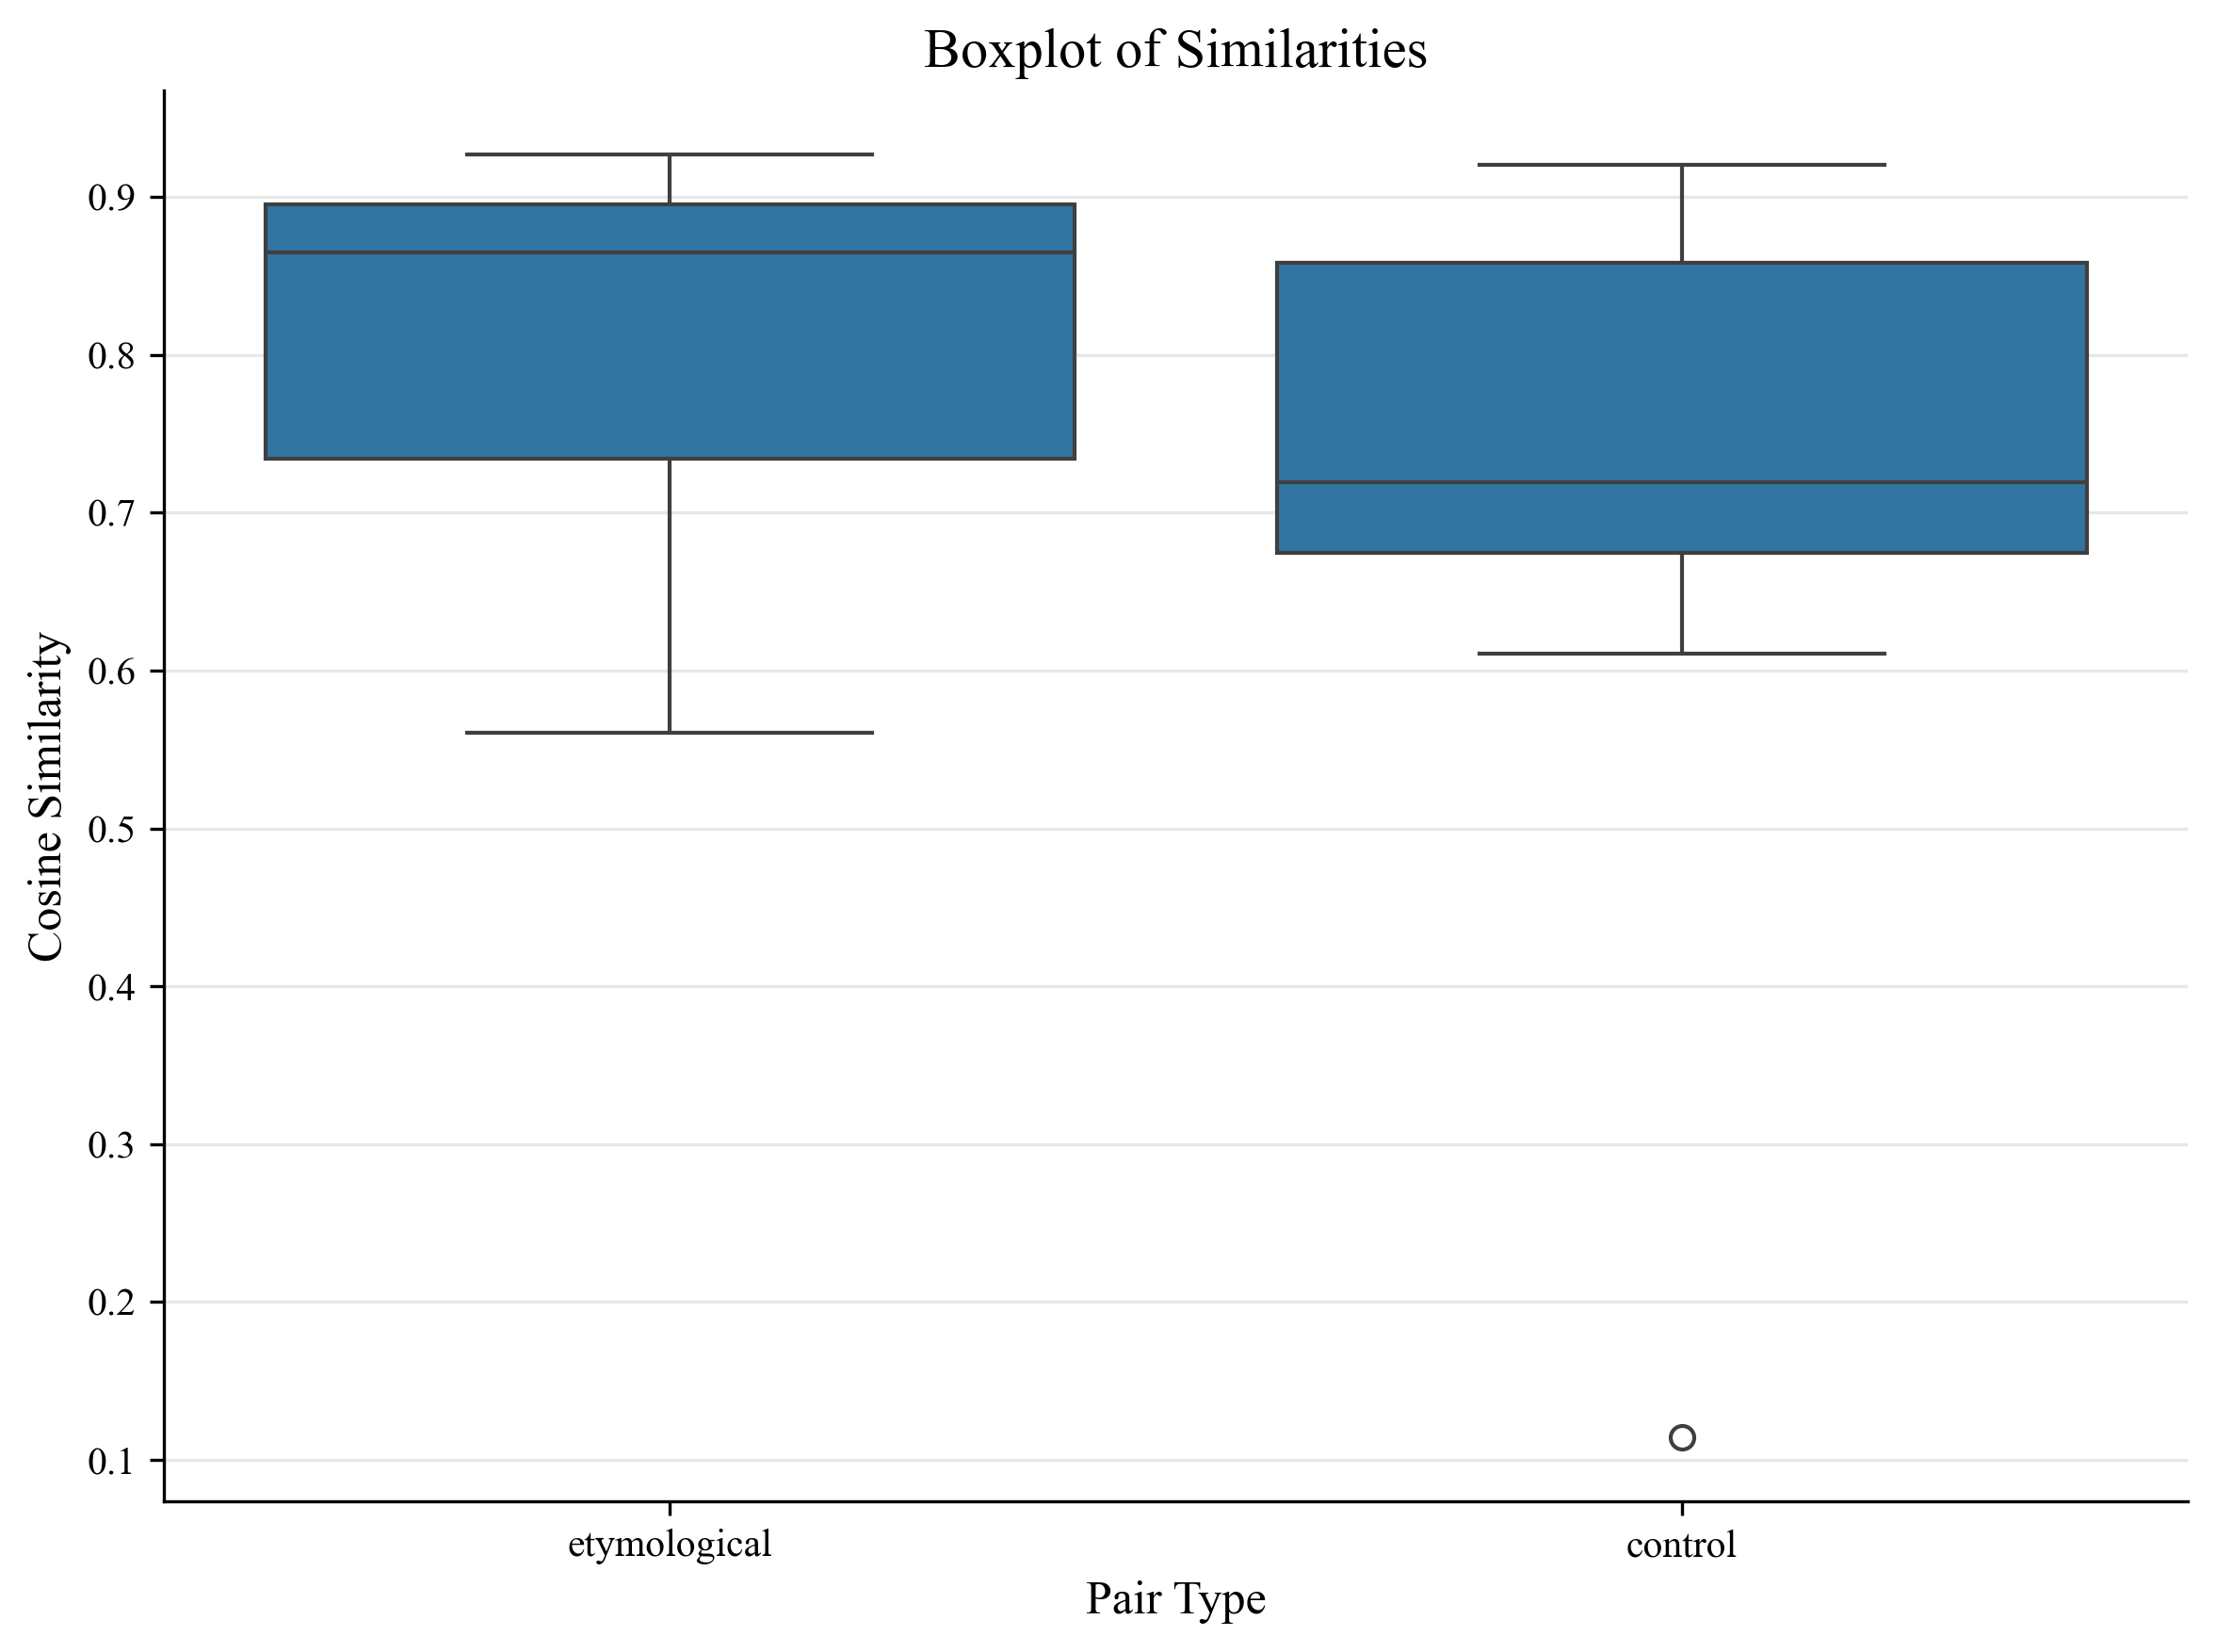 Boxplot of Similarities
Cosine Similarity
0.9
0.8
0.7
0.6
0.5
0.4
0.3
0.2
0.1
etymological
control
Pair Type